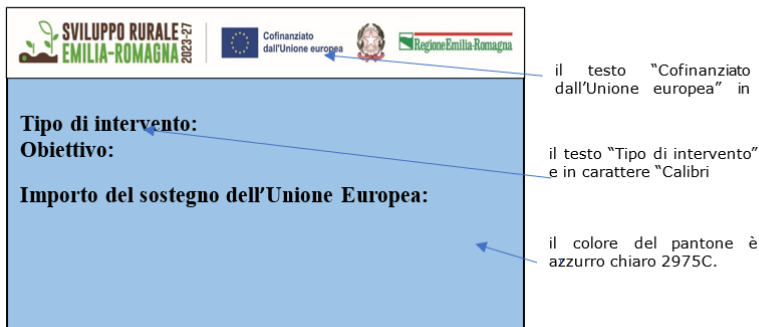 SVILUPPO RURALE
EMILIA-ROMAGNA
2023-27
Cofinanziato
dall'Unione europea
RegioneEmilia-Romagna
il testo "Cofinanziato
dall'Unione europea" in
Tipo di intervento:
Obiettivo:
il testo "Tipo di intervento"
e in carattere "Calibri
Importo del sostegno dell'Unione Europea:
il colore del pantone è
azzurro chiaro 2975C.